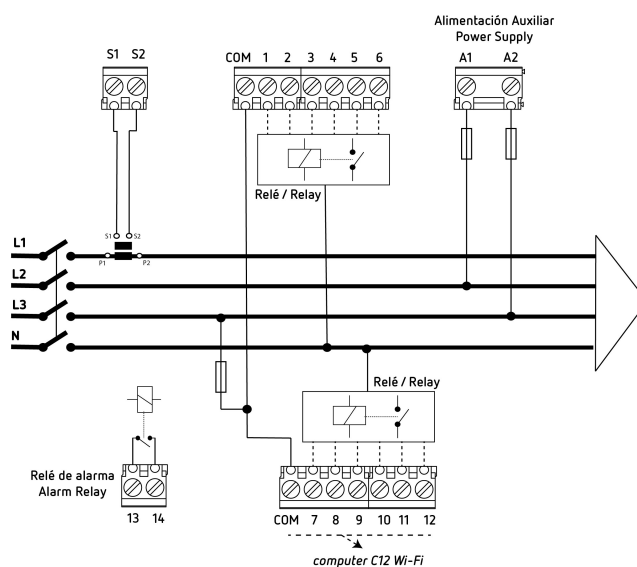 Alimentación Auxiliar
Power Supply
S1 S2
COM 1 2 3 4 5 6
A1 A2
Relé / Relay
S1 S2
L1
P1 P2
L2
L3
N
Relé / Relay
Relé de alarma
Alarm Relay
13 14
COM 7 8 9 10 11 12
computer C12 Wi-Fi